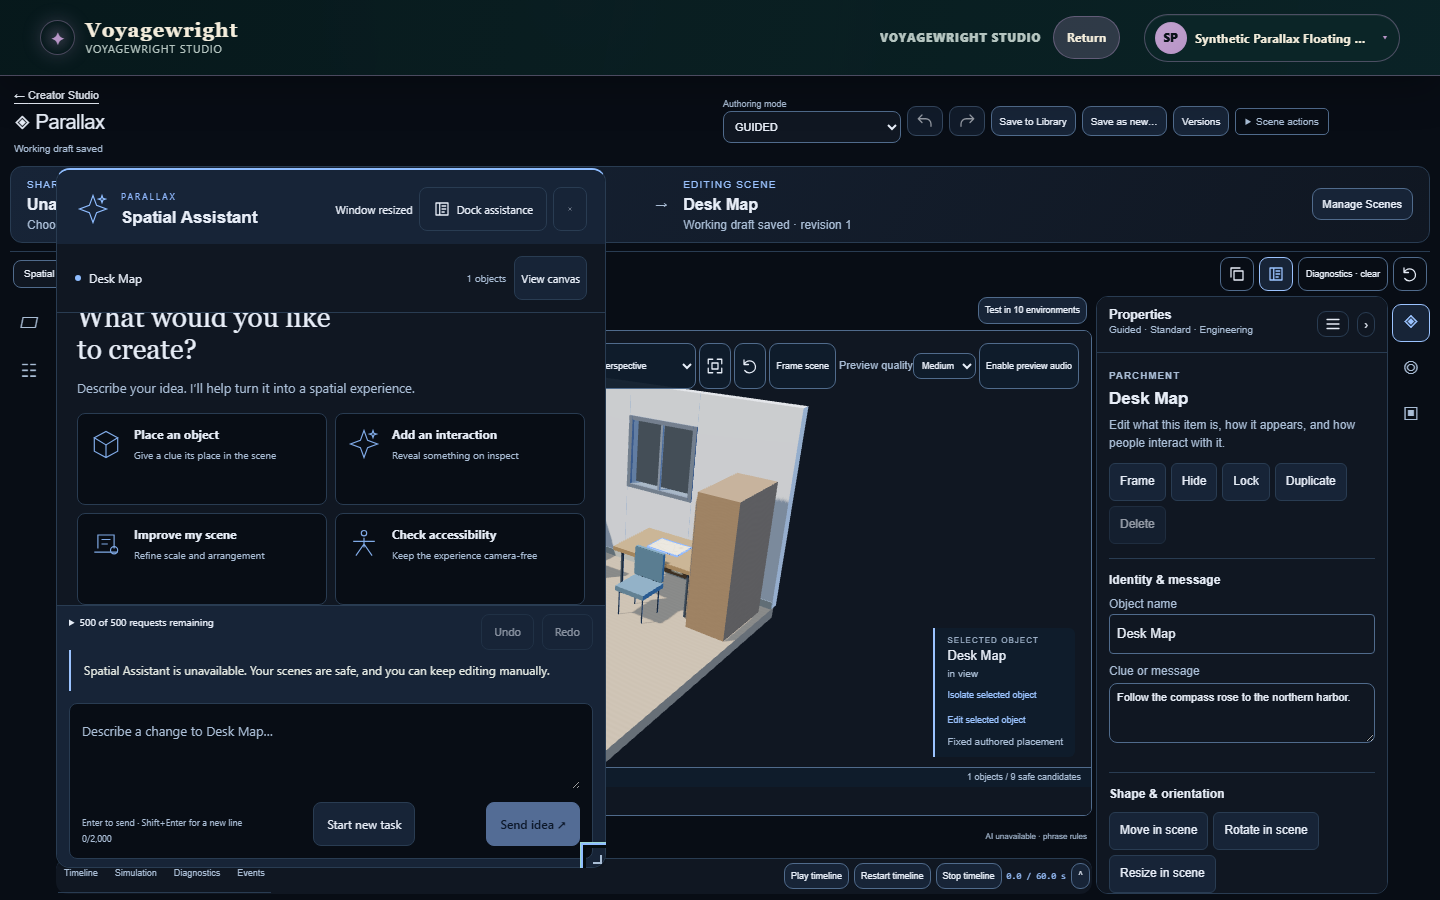 Voyagewright
VOYAGEWRIGHT STUDIO
VOYAGEWRIGHT STUDIO
Return
SP
Synthetic Parallax Floating ...
← Creator Studio
Parallax
Working draft saved
Authoring mode
GUIDED
Save to Library
Save as new...
Versions
Scene actions
SHAR
Una
Choo
→
EDITING SCENE
Desk Map
Working draft saved · revision 1
Manage Scenes
PARALLAX
Spatial Assistant
Window resized
Dock assistance
×
Spatial
Desk Map
1 objects
View canvas
Diagnostics · clear
Test in 10 environments
What would you like
to create?
Describe your idea. I'll help turn it into a spatial experience.
Place an object
Give a clue its place in the scene
Add an interaction
Reveal something on inspect
Improve my scene
Refine scale and arrangement
Check accessibility
Keep the experience camera-free
500 of 500 requests remaining
Undo
Redo
Spatial Assistant is unavailable. Your scenes are safe, and you can keep editing manually.
Describe a change to Desk Map...
Enter to send · Shift+Enter for a new line
0/2,000
Start new task
Send idea ↗
erspective
Frame scene
Preview quality
Medium
Enable preview audio
SELECTED OBJECT
Desk Map
in view
Isolate selected object
Edit selected object
Fixed authored placement
1 objects / 9 safe candidates
AI unavailable · phrase rules
Timeline
Simulation
Diagnostics
Events
Play timeline
Restart timeline
Stop timeline
0.0 / 60.0 s
^
Properties
Guided · Standard · Engineering
›
PARCHMENT
Desk Map
Edit what this item is, how it appears, and how
people interact with it.
Frame
Hide
Lock
Duplicate
Delete
Identity & message
Object name
Desk Map
Clue or message
Follow the compass rose to the northern harbor.
Shape & orientation
Move in scene
Rotate in scene
Resize in scene